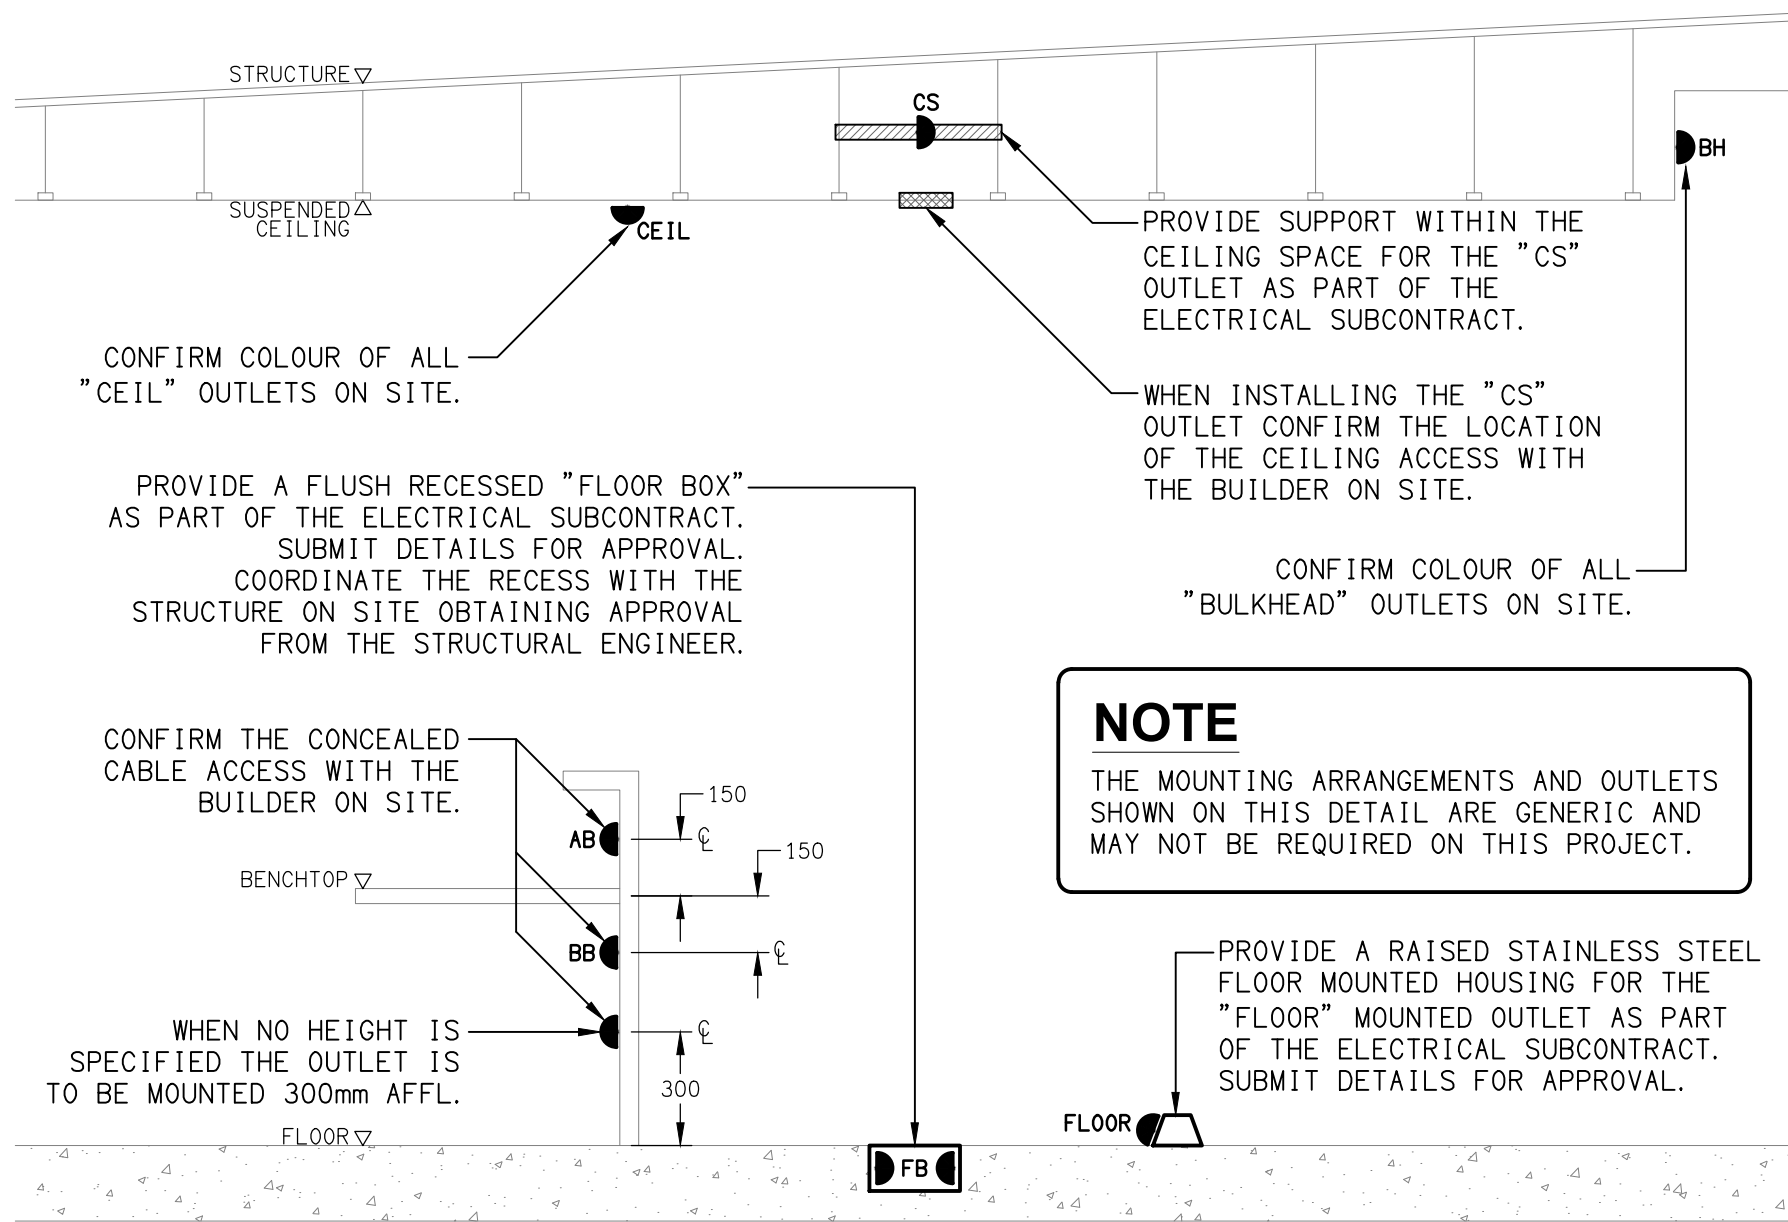 STRUCTURE
CS
BH
SUSPENDED
CEILING
CEIL
PROVIDE SUPPORT WITHIN THE
CEILING SPACE FOR THE "CS"
OUTLET AS PART OF THE
ELECTRICAL SUBCONTRACT.
CONFIRM COLOUR OF ALL
"CEIL" OUTLETS ON SITE.
WHEN INSTALLING THE "CS"
OUTLET CONFIRM THE LOCATION
OF THE CEILING ACCESS WITH
THE BUILDER ON SITE.
PROVIDE A FLUSH RECESSED "FLOOR BOX"
AS PART OF THE ELECTRICAL SUBCONTRACT.
SUBMIT DETAILS FOR APPROVAL.
COORDINATE THE RECESS WITH THE
STRUCTURE ON SITE OBTAINING APPROVAL
FROM THE STRUCTURAL ENGINEER.
CONFIRM COLOUR OF ALL
"BULKHEAD" OUTLETS ON SITE.
NOTE
THE MOUNTING ARRANGEMENTS AND OUTLETS
SHOWN ON THIS DETAIL ARE GENERIC AND
MAY NOT BE REQUIRED ON THIS PROJECT.
CONFIRM THE CONCEALED
CABLE ACCESS WITH THE
BUILDER ON SITE.
150
AB
℄
150
BENCHTOP
BB
℄
WHEN NO HEIGHT IS
SPECIFIED THE OUTLET IS
TO BE MOUNTED 300mm AFFL.
℄
300
FLOOR
PROVIDE A RAISED STAINLESS STEEL
FLOOR MOUNTED HOUSING FOR THE
"FLOOR" MOUNTED OUTLET AS PART
OF THE ELECTRICAL SUBCONTRACT.
SUBMIT DETAILS FOR APPROVAL.
FLOOR
FB